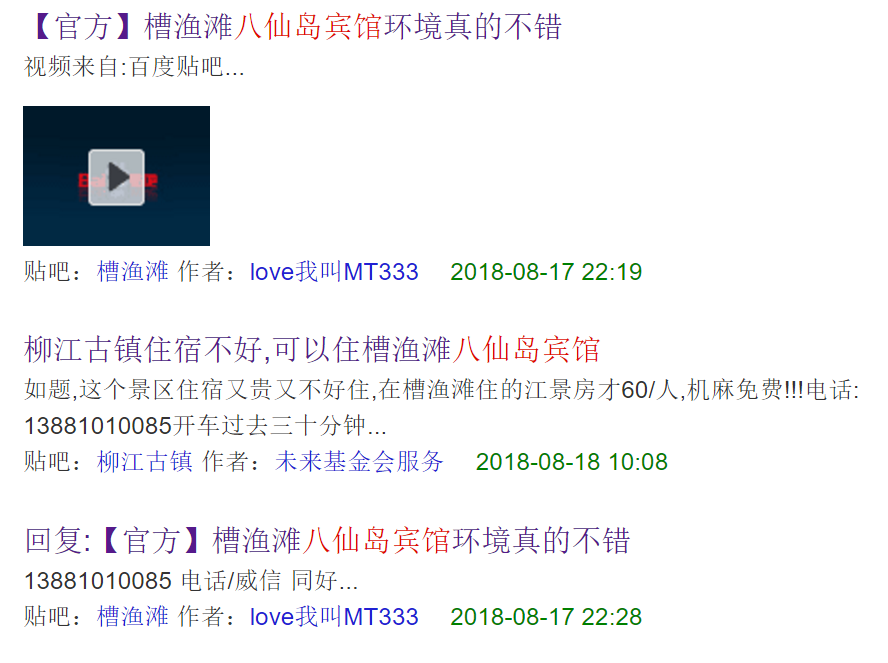 【官方】槽渔滩八仙岛宾馆环境真的不错
视频来自:百度贴吧...
贴吧：槽渔滩 作者：love我叫MT333 2018-08-17 22:19
柳江古镇住宿不好,可以住槽渔滩八仙岛宾馆
如题,这个景区住宿又贵又不好住,在槽渔滩住的江景房才60/人,机麻免费!!!电话:
13881010085开车过去三十分钟...
贴吧：柳江古镇 作者：未来基金会服务 2018-08-18 10:08
回复:【官方】槽渔滩八仙岛宾馆环境真的不错
13881010085 电话/威信 同好...
贴吧：槽渔滩 作者：love我叫MT333 2018-08-17 22:28